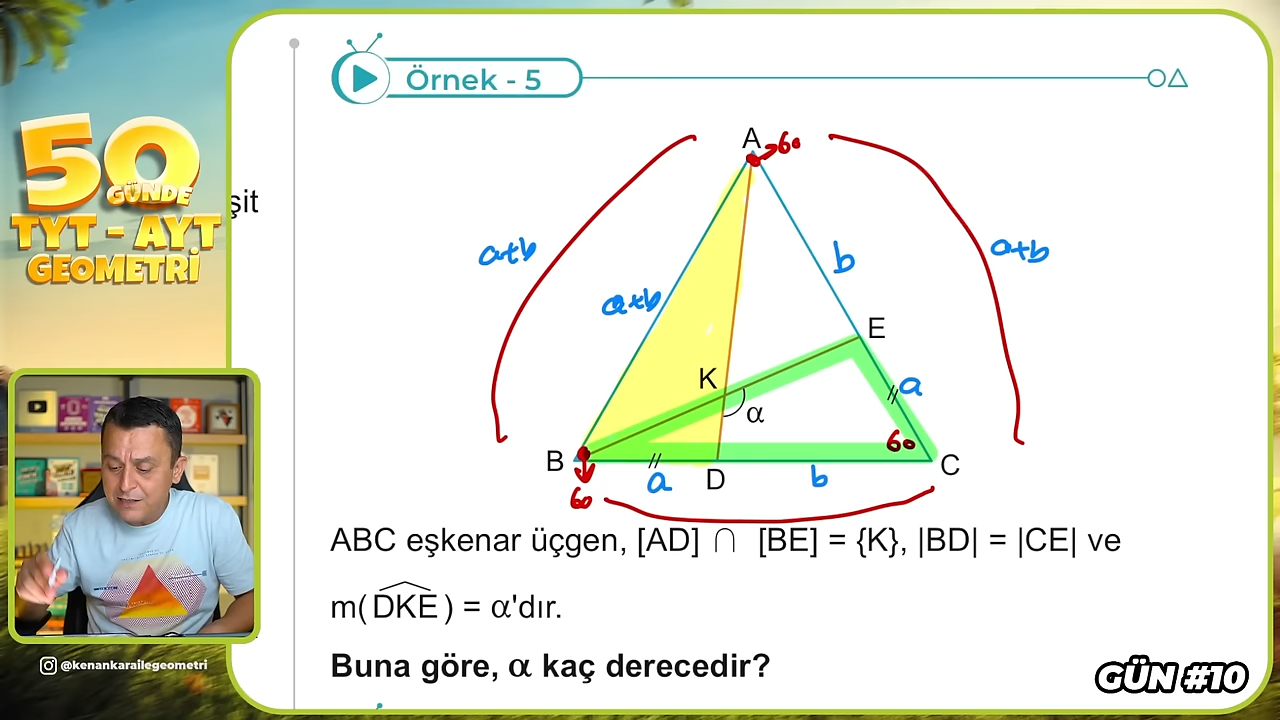 50
GÜNDE
TYT - AYT
GEOMETRİ
şit
Örnek - 5
A
60
a+b
a+b
b
a+b
E
K
a
α
60
B
C
a
D
b
60
ABC eşkenar üçgen, [AD] ∩ [BE] = {K}, |BD| = |CE| ve
m(DKE) = α'dır.
Buna göre, α kaç derecedir?
@kenankarailegeometri
GÜN #10